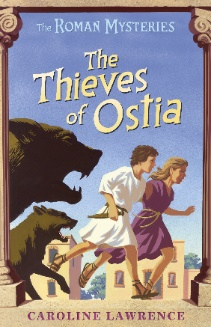 The ROMAN MYSTERIES
The
Thieves
of Ostia
CAROLINE LAWRENCE